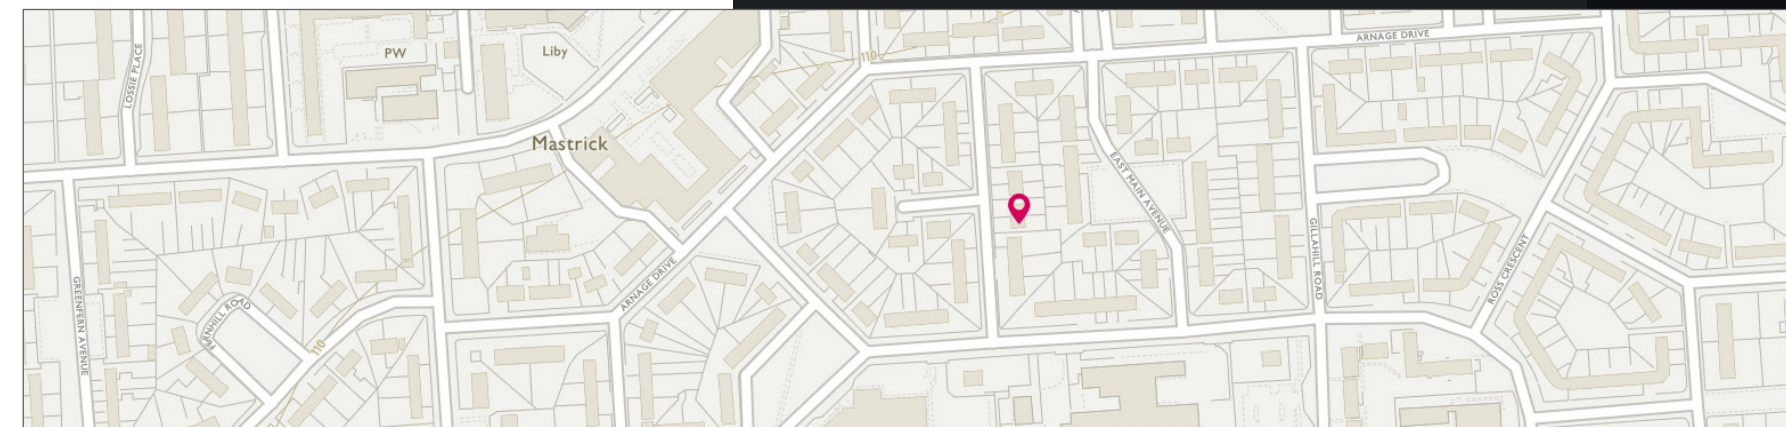 ARNAGE DRIVE
PW
Liby
110
LOSSIE PLACE
Mastrick
EAST MAIN AVENUE
GILLAHILL ROAD
ROSS CRESCENT
ARNAGE DRIVE
GREENFERN AVENUE
FERNHILL ROAD
110